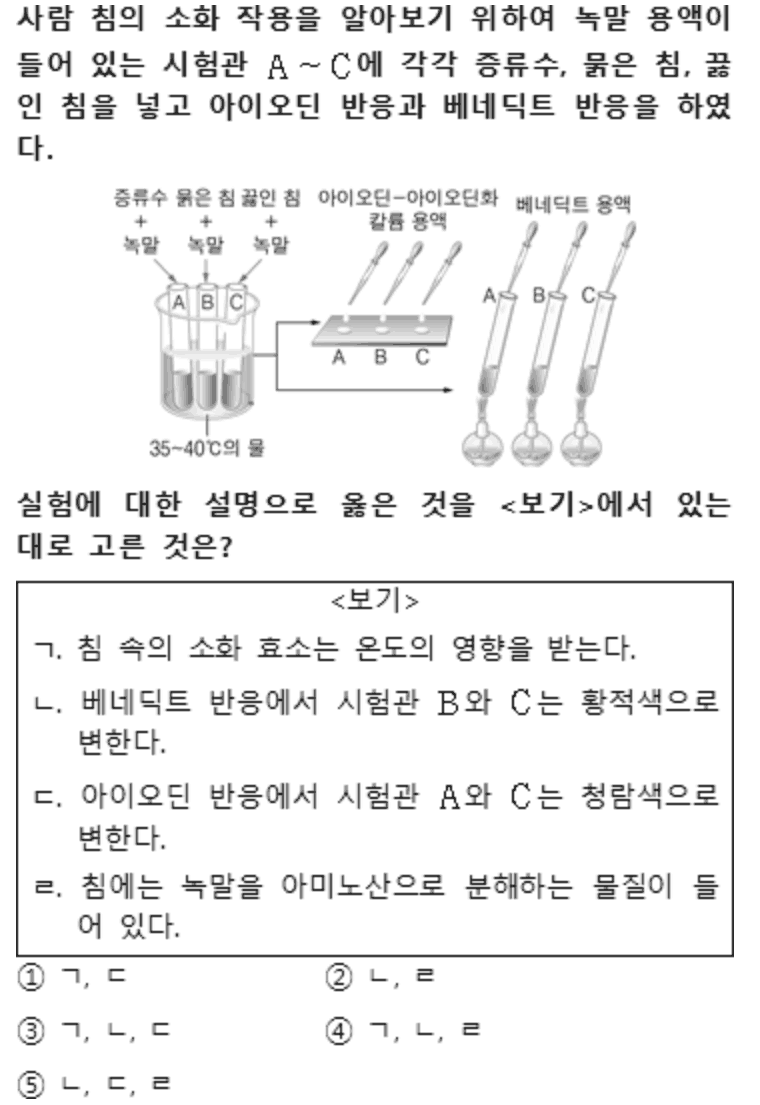 사람 침의 소화 작용을 알아보기 위하여 녹말 용액이
들어 있는 시험관 A ~ C에 각각 증류수, 묽은 침, 끓
인 침을 넣고 아이오딘 반응과 베네딕트 반응을 하였
다.
증류수 묽은 침 끓인 침 아이오딘-아이오딘화
칼륨 용액
베네딕트 용액
+ + +
녹말 녹말 녹말
A B C
A B C
A B C
35~40℃의 물
실험에 대한 설명으로 옳은 것을 <보기>에서 있는
대로 고른 것은?
<보기>
ㄱ. 침 속의 소화 효소는 온도의 영향을 받는다.
ㄴ. 베네딕트 반응에서 시험관 B와 C는 황적색으로
변한다.
ㄷ. 아이오딘 반응에서 시험관 A와 C는 청람색으로
변한다.
ㄹ. 침에는 녹말을 아미노산으로 분해하는 물질이 들
어 있다.
① ㄱ, ㄷ ② ㄴ, ㄹ
③ ㄱ, ㄴ, ㄷ ④ ㄱ, ㄴ, ㄹ
⑤ ㄴ, ㄷ, ㄹ